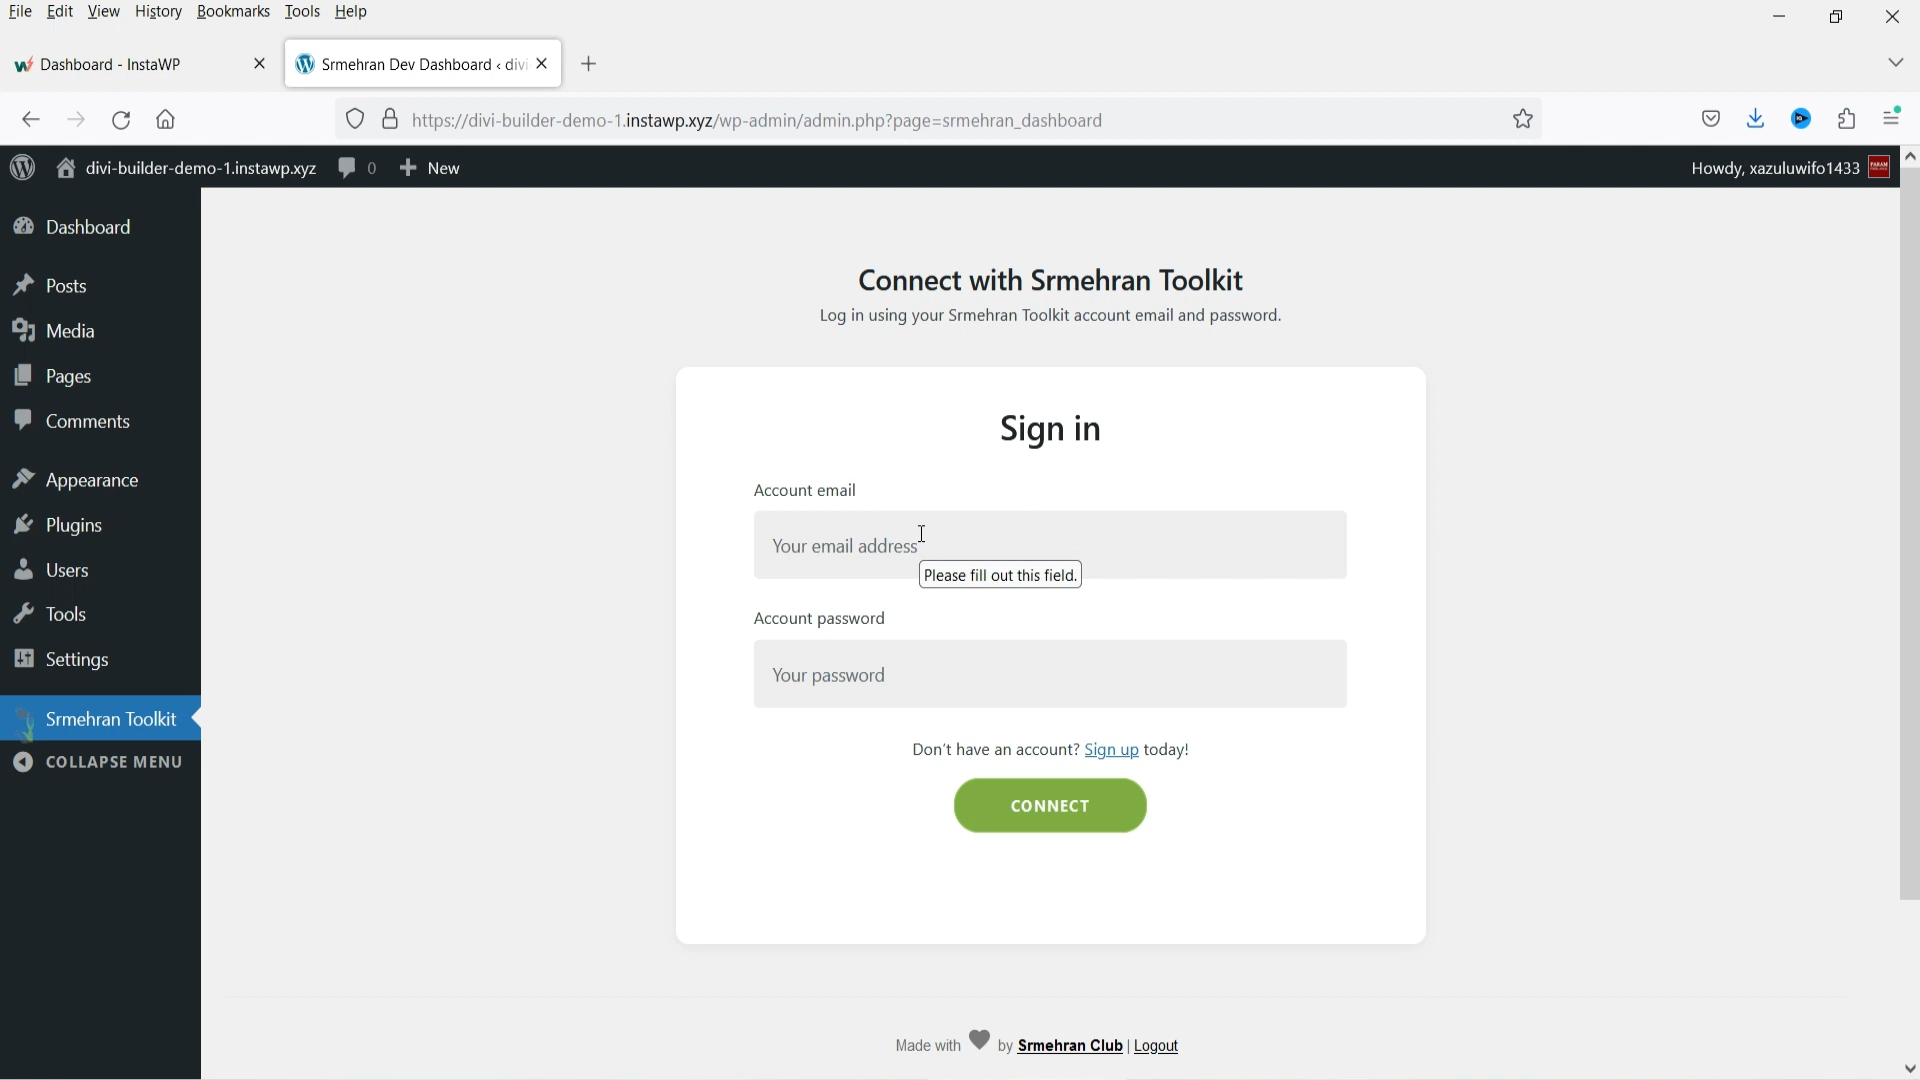 File Edit View History Bookmarks Tools Help
Dashboard - InstaWP
Srmehran Dev Dashboard ‹ divi
https://divi-builder-demo-1.instawp.xyz/wp-admin/admin.php?page=srmehran_dashboard
divi-builder-demo-1.instawp.xyz 0 New
Howdy, xazuluwifo1433
Dashboard
Posts
Media
Pages
Comments
Appearance
Plugins
Users
Tools
Settings
Srmehran Toolkit
COLLAPSE MENU
Connect with Srmehran Toolkit
Log in using your Srmehran Toolkit account email and password.
Sign in
Account email
Your email address
Please fill out this field.
Account password
Your password
Don't have an account? Sign up today!
CONNECT
Made with by Srmehran Club | Logout